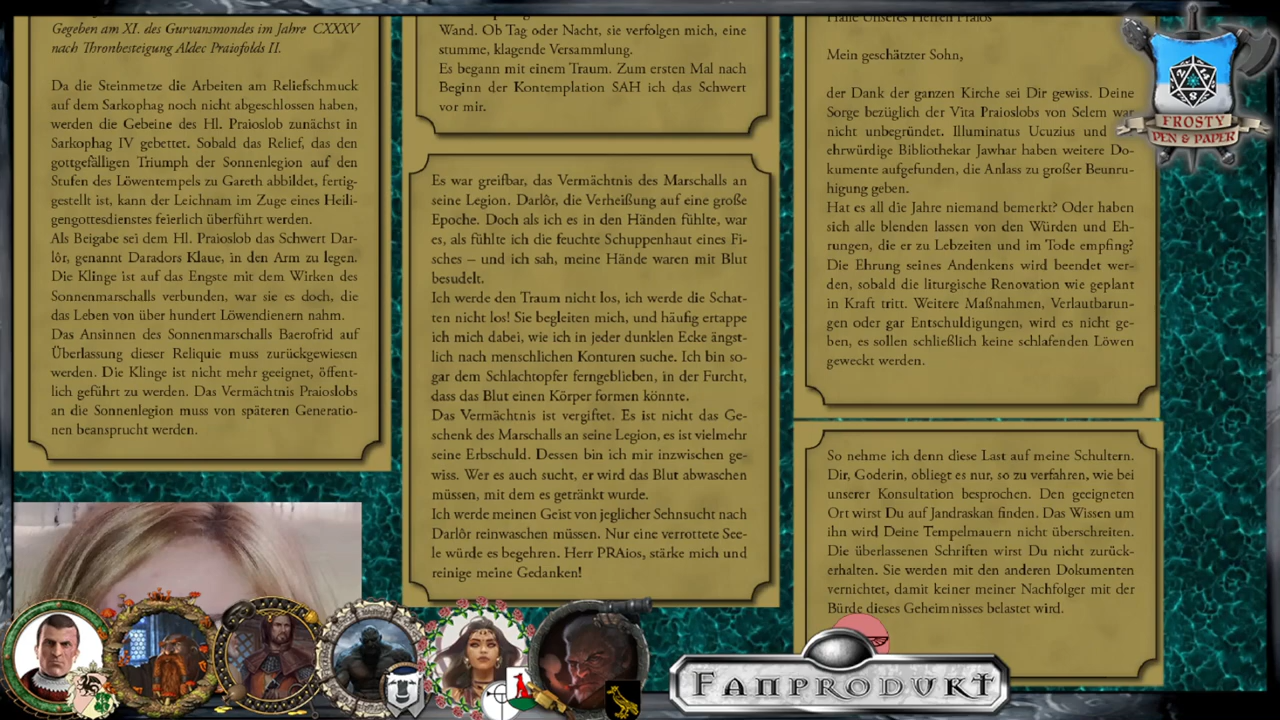 Gegeben am XI. des Gurvansmondes im Jahre CXXXV
nach Thronbesteigung Aldec Praiofolds II.
Da die Steinmetze die Arbeiten am Reliefschmuck
auf dem Sarkophag noch nicht abgeschlossen haben,
werden die Gebeine des Hl. Praioslob zunächst in
Sarkophag IV gebettet. Sobald das Relief, das den
gottgefälligen Triumph der Sonnenlegion auf den
Stufen des Löwentempels zu Gareth abbildet, fertig-
gestellt ist, kann der Leichnam im Zuge eines Heili-
gengottesdienstes feierlich überführt werden.
Als Beigabe sei dem Hl. Praioslob das Schwert Dar-
lôr, genannt Daradors Klaue, in den Arm zu legen.
Die Klinge ist auf das Engste mit dem Wirken des
Sonnenmarschalls verbunden, war sie es doch, die
das Leben von über hundert Löwendienern nahm.
Das Ansinnen des Sonnenmarschalls Baerofrid auf
Überlassung dieser Reliquie muss zurückgewiesen
werden. Die Klinge ist nicht mehr geeignet, öffent-
lich geführt zu werden. Das Vermächtnis Praioslobs
an die Sonnenlegion muss von späteren Generatio-
nen beansprucht werden.
Wand. Ob Tag oder Nacht, sie verfolgen mich, eine
stumme, klagende Versammlung.
Es begann mit einem Traum. Zum ersten Mal nach
Beginn der Kontemplation SAH ich das Schwert
vor mir.
Es war greifbar, das Vermächtnis des Marschalls an
seine Legion. Darlôr, die Verheißung auf eine große
Epoche. Doch als ich es in den Händen fühlte, war
es, als fühlte ich die feuchte Schuppenhaut eines Fi-
sches – und ich sah, meine Hände waren mit Blut
besudelt.
Ich werde den Traum nicht los, ich werde die Schat-
ten nicht los! Sie begleiten mich, und häufig ertappe
ich mich dabei, wie ich in jeder dunklen Ecke ängst-
lich nach menschlichen Konturen suche. Ich bin so-
gar dem Schlachtopfer ferngeblieben, in der Furcht,
dass das Blut einen Körper formen könnte.
Das Vermächtnis ist vergiftet. Es ist nicht das Ge-
schenk des Marschalls an seine Legion, es ist vielmehr
seine Erbschuld. Dessen bin ich mir inzwischen ge-
wiss. Wer es auch sucht, er wird das Blut abwaschen
müssen, mit dem es getränkt wurde.
Ich werde meinen Geist von jeglicher Sehnsucht nach
Darlôr reinwaschen müssen. Nur eine verrottete See-
le würde es begehren. Herr PRAios, stärke mich und
reinige meine Gedanken!
Halle Unseres Herren Praios
Mein geschätzter Sohn,
der Dank der ganzen Kirche sei Dir gewiss. Deine
Sorge bezüglich der Vita Praioslobs von Selem war
nicht unbegründet. Illuminatus Ucuzius und
ehrwürdige Bibliothekar Jawhar haben weitere Do-
kumente aufgefunden, die Anlass zu großer Beunru-
higung geben.
Hat es all die Jahre niemand bemerkt? Oder haben
sich alle blenden lassen von den Würden und Eh-
rungen, die er zu Lebzeiten und im Tode empfing?
Die Ehrung seines Andenkens wird beendet wer-
den, sobald die liturgische Renovation wie geplant
in Kraft tritt. Weitere Maßnahmen, Verlautbarun-
gen oder gar Entschuldigungen, wird es nicht ge-
ben, es sollen schließlich keine schlafenden Löwen
geweckt werden.
So nehme ich denn diese Last auf meine Schultern.
Dir, Goderin, obliegt es nur, so zu verfahren, wie bei
unserer Konsultation besprochen. Den geeigneten
Ort wirst Du auf Jandraskan finden. Das Wissen um
ihn wird Deine Tempelmauern nicht überschreiten.
Die überlassenen Schriften wirst Du nicht zurück-
erhalten. Sie werden mit den anderen Dokumenten
vernichtet, damit keiner meiner Nachfolger mit der
Bürde dieses Geheimnisses belastet wird.
FROSTY
PEN & PAPER
FANPRODUKT